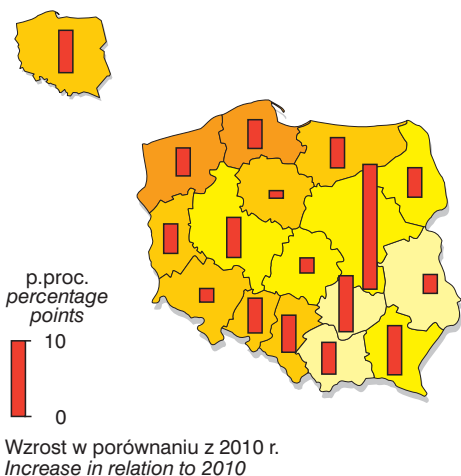 p.proc.
percentage
points
10
0
Wzrost w porównaniu z 2010 r.
Increase in relation to 2010